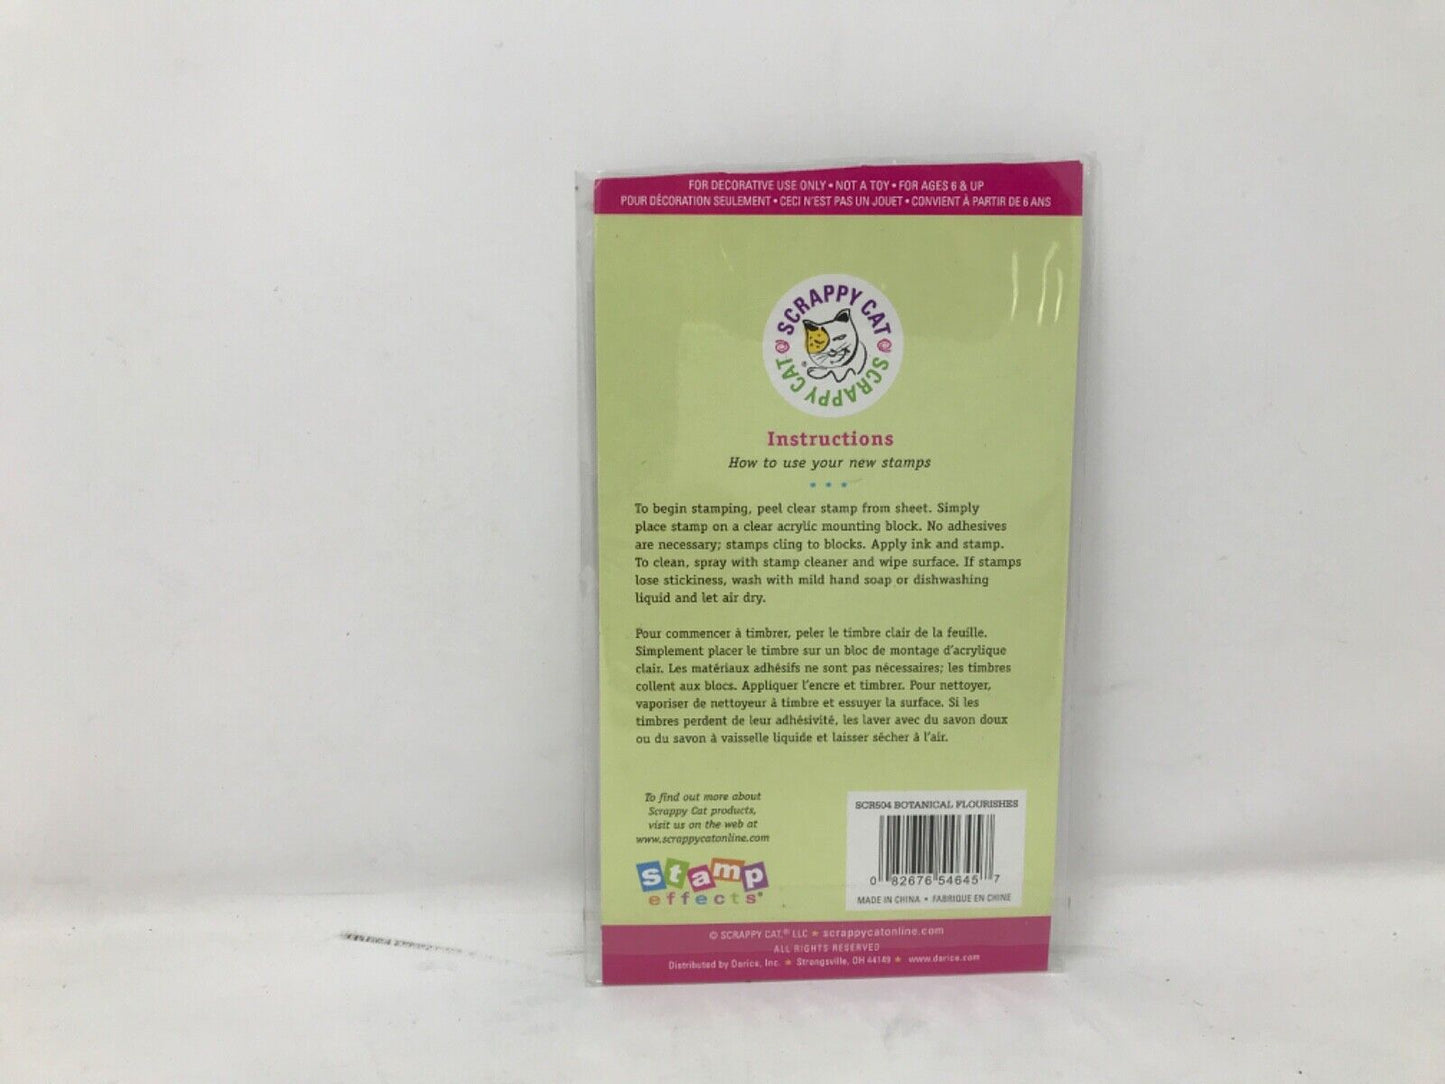 FOR DECORATIVE USE ONLY • NOT A TOY • FOR AGES 6 & UP
POUR DÉCORATION SEULEMENT • CECI N'EST PAS UN JOUET • CONVIENT À PARTIR DE 6 ANS
SCRAPPY CAT
SCRAPPY CAT®
Instructions
How to use your new stamps
To begin stamping, peel clear stamp from sheet. Simply
place stamp on a clear acrylic mounting block. No adhesives
are necessary; stamps cling to blocks. Apply ink and stamp.
To clean, spray with stamp cleaner and wipe surface. If stamps
lose stickiness, wash with mild hand soap or dishwashing
liquid and let air dry.
Pour commencer à timbrer, peler le timbre clair de la feuille.
Simplement placer le timbre sur un bloc de montage d'acrylique
clair. Les matériaux adhésifs ne sont pas nécessaires; les timbres
collent aux blocs. Appliquer l'encre et timbrer. Pour nettoyer,
vaporiser de nettoyeur à timbre et essuyer la surface. Si les
timbres perdent de leur adhésivité, les laver avec du savon doux
ou du savon à vaisselle liquide et laisser sécher à l'air.
To find out more about
Scrappy Cat products,
visit us on the web at
www.scrappycatonline.com
stamp
effects®
SCR504 BOTANICAL FLOURISHES
0 82676 54645 7
MADE IN CHINA • FABRIQUE EN CHINE
© SCRAPPY CAT,® LLC ★ scrappycatonline.com
ALL RIGHTS RESERVED
Distributed by Darice, Inc. ★ Strongsville, OH 44149 ★ www.darice.com